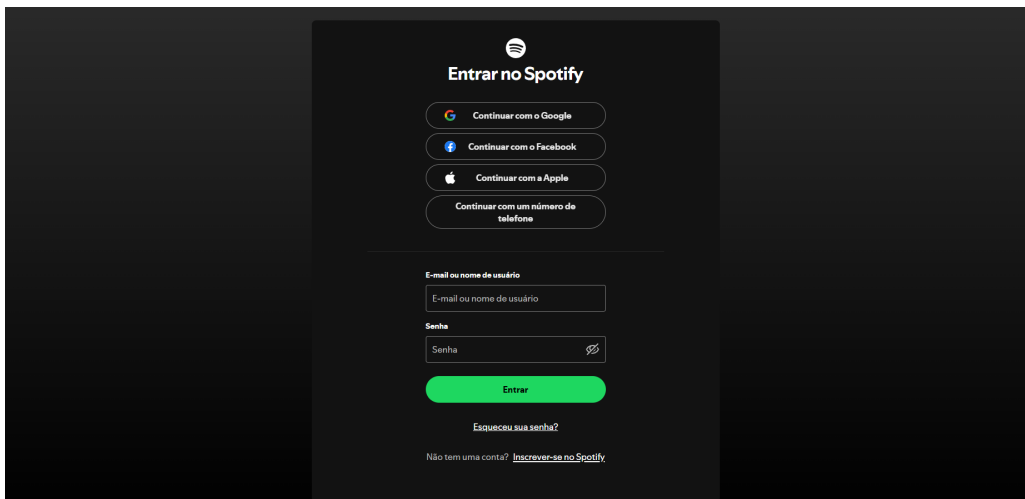 Entrar no Spotify
Continuar com o Google
Continuar com o Facebook
Continuar com a Apple
Continuar com um número de
telefone
E-mail ou nome de usuário
E-mail ou nome de usuário
Senha
Senha
Entrar
Esqueceu sua senha?
Não tem uma conta? Inscrever-se no Spotify